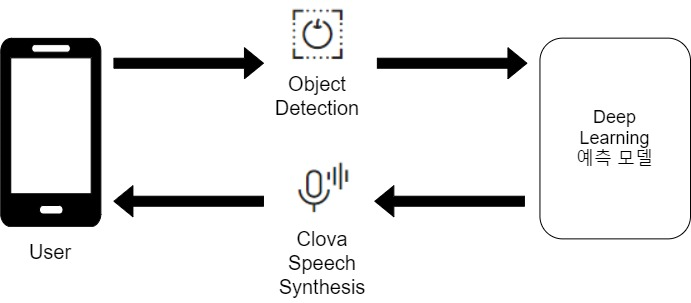 Object
Detection
Deep
Learning
예측 모델
User
Clova
Speech
Synthesis